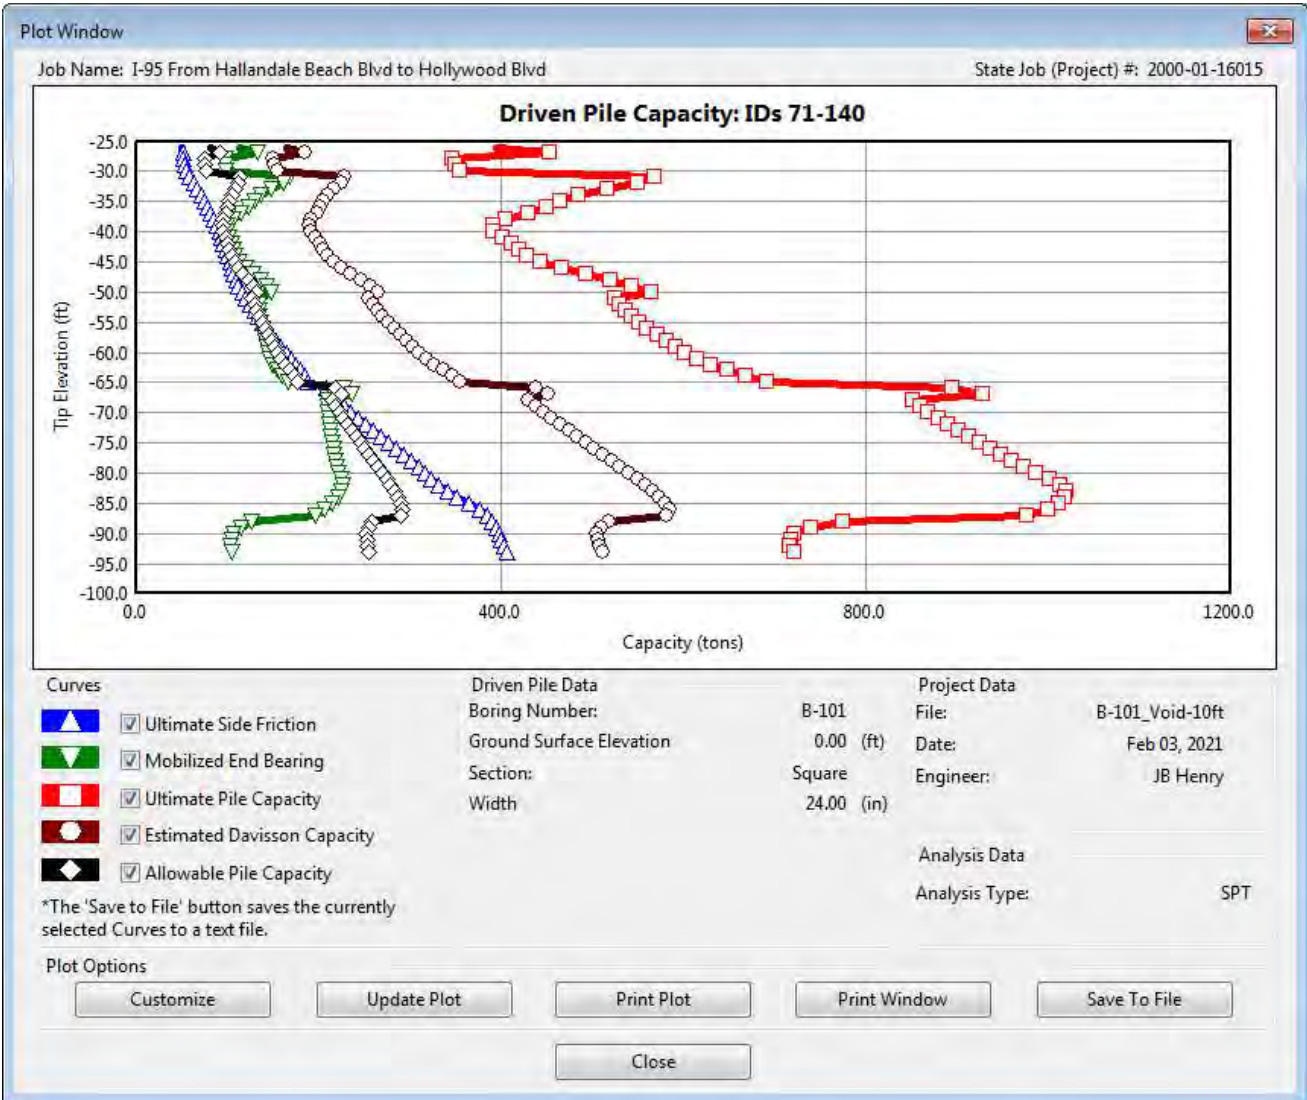 Plot Window
Job Name: I-95 From Hallandale Beach Blvd to Hollywood Blvd State Job (Project) #: 2000-01-16015
Driven Pile Capacity: IDs 71-140
-25.0
-30.0
-35.0
-40.0
-45.0
-50.0
-55.0
-60.0
-65.0
-70.0
-75.0
-80.0
-85.0
-90.0
-95.0
-100.0
Tip Elevation (ft)
0.0 400.0 800.0 1200.0
Capacity (tons)
Curves
Ultimate Side Friction
Mobilized End Bearing
Ultimate Pile Capacity
Estimated Davisson Capacity
Allowable Pile Capacity
*The 'Save to File' button saves the currently
selected Curves to a text file.
Driven Pile Data
Boring Number: B-101
Ground Surface Elevation 0.00 (ft)
Section: Square
Width 24.00 (in)
Project Data
File: B-101_Void-10ft
Date: Feb 03, 2021
Engineer: JB Henry
Analysis Data
Analysis Type: SPT
Plot Options
Customize Update Plot Print Plot Print Window Save To File
Close